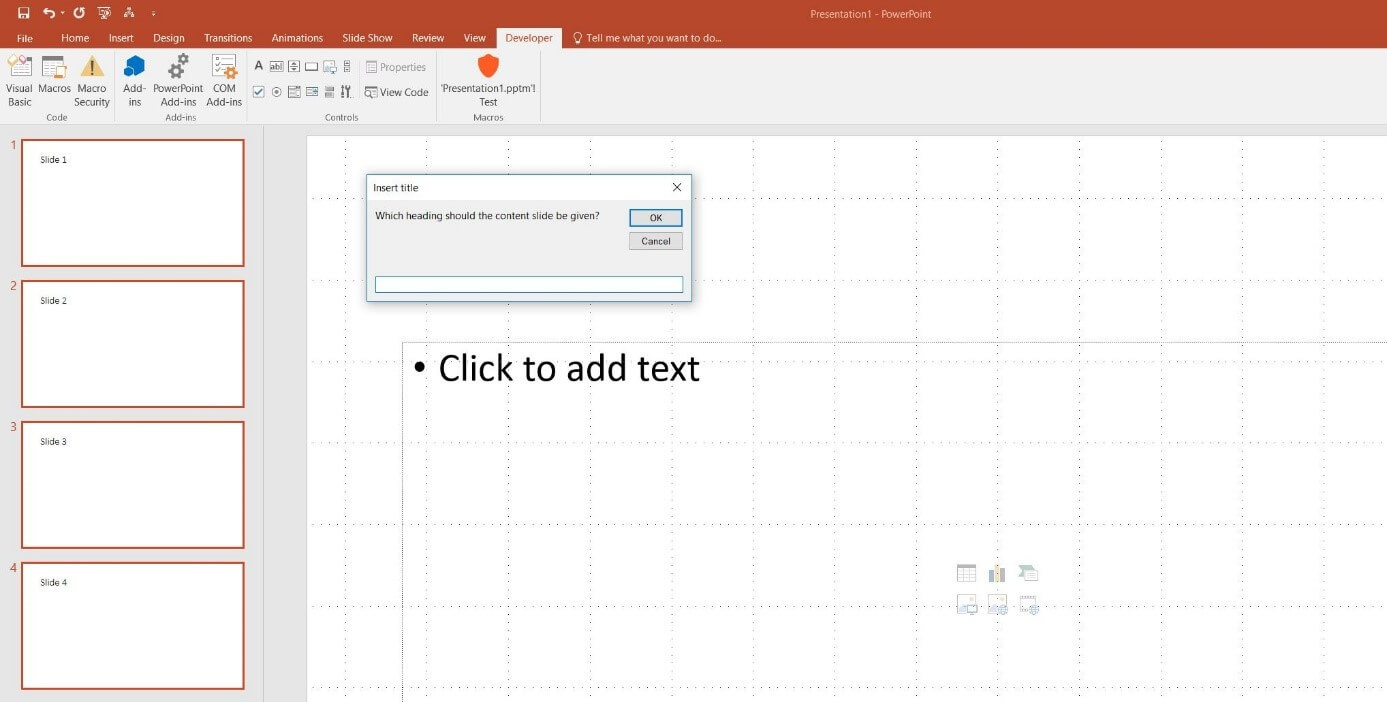 Presentation1 - PowerPoint
File Home Insert Design Transitions Animations Slide Show Review View Developer Tell me what you want to do...
Visual Basic
Macros
Macro Security
Code
Add-ins
PowerPoint Add-ins
COM Add-ins
Add-ins
A
ab
Properties
View Code
Controls
'Presentation1.pptm'!
Test
Macros
1
Slide 1
2
Slide 2
3
Slide 3
4
Slide 4
Insert title
Which heading should the content slide be given?
OK
Cancel
• Click to add text